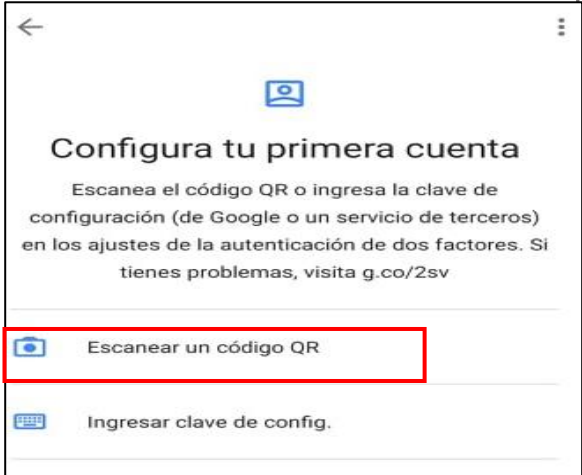 Configura tu primera cuenta
Escanea el código QR o ingresa la clave de
configuración (de Google o un servicio de terceros)
en los ajustes de la autenticación de dos factores. Si
tienes problemas, visita g.co/2sv
Escanear un código QR
Ingresar clave de config.